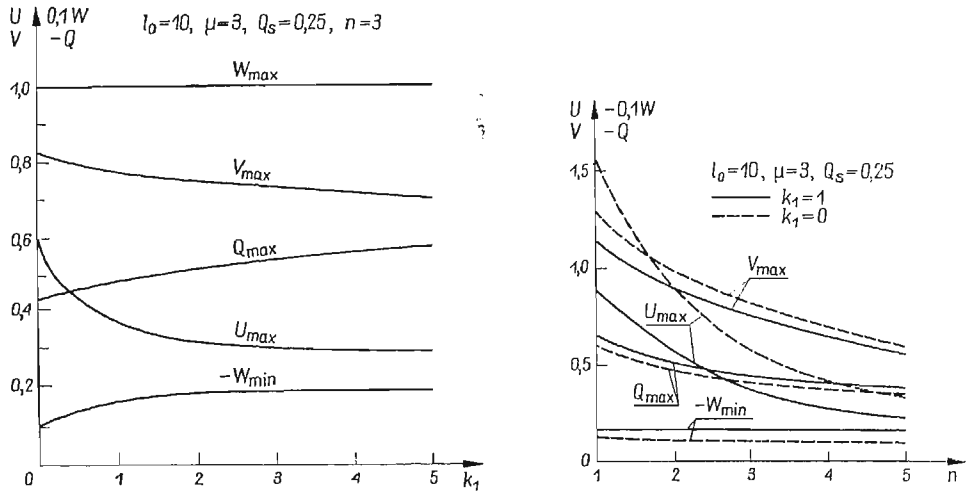 U 0,1W
V -Q
l₀=10, μ=3, Qₛ=0,25, n=3
Wmax
1,0
Vmax
0,8
0,6
Qmax
0,4
Umax
-Wmin
0,2
0 1 2 3 4 5 k₁
U -0,1W
V -Q
1,5
l₀=10, μ=3, Qₛ=0,25
k₁=1
k₁=0
1,0
Vmax
Umax
0,5
Qmax
-Wmin
0
1 2 3 4 5 n